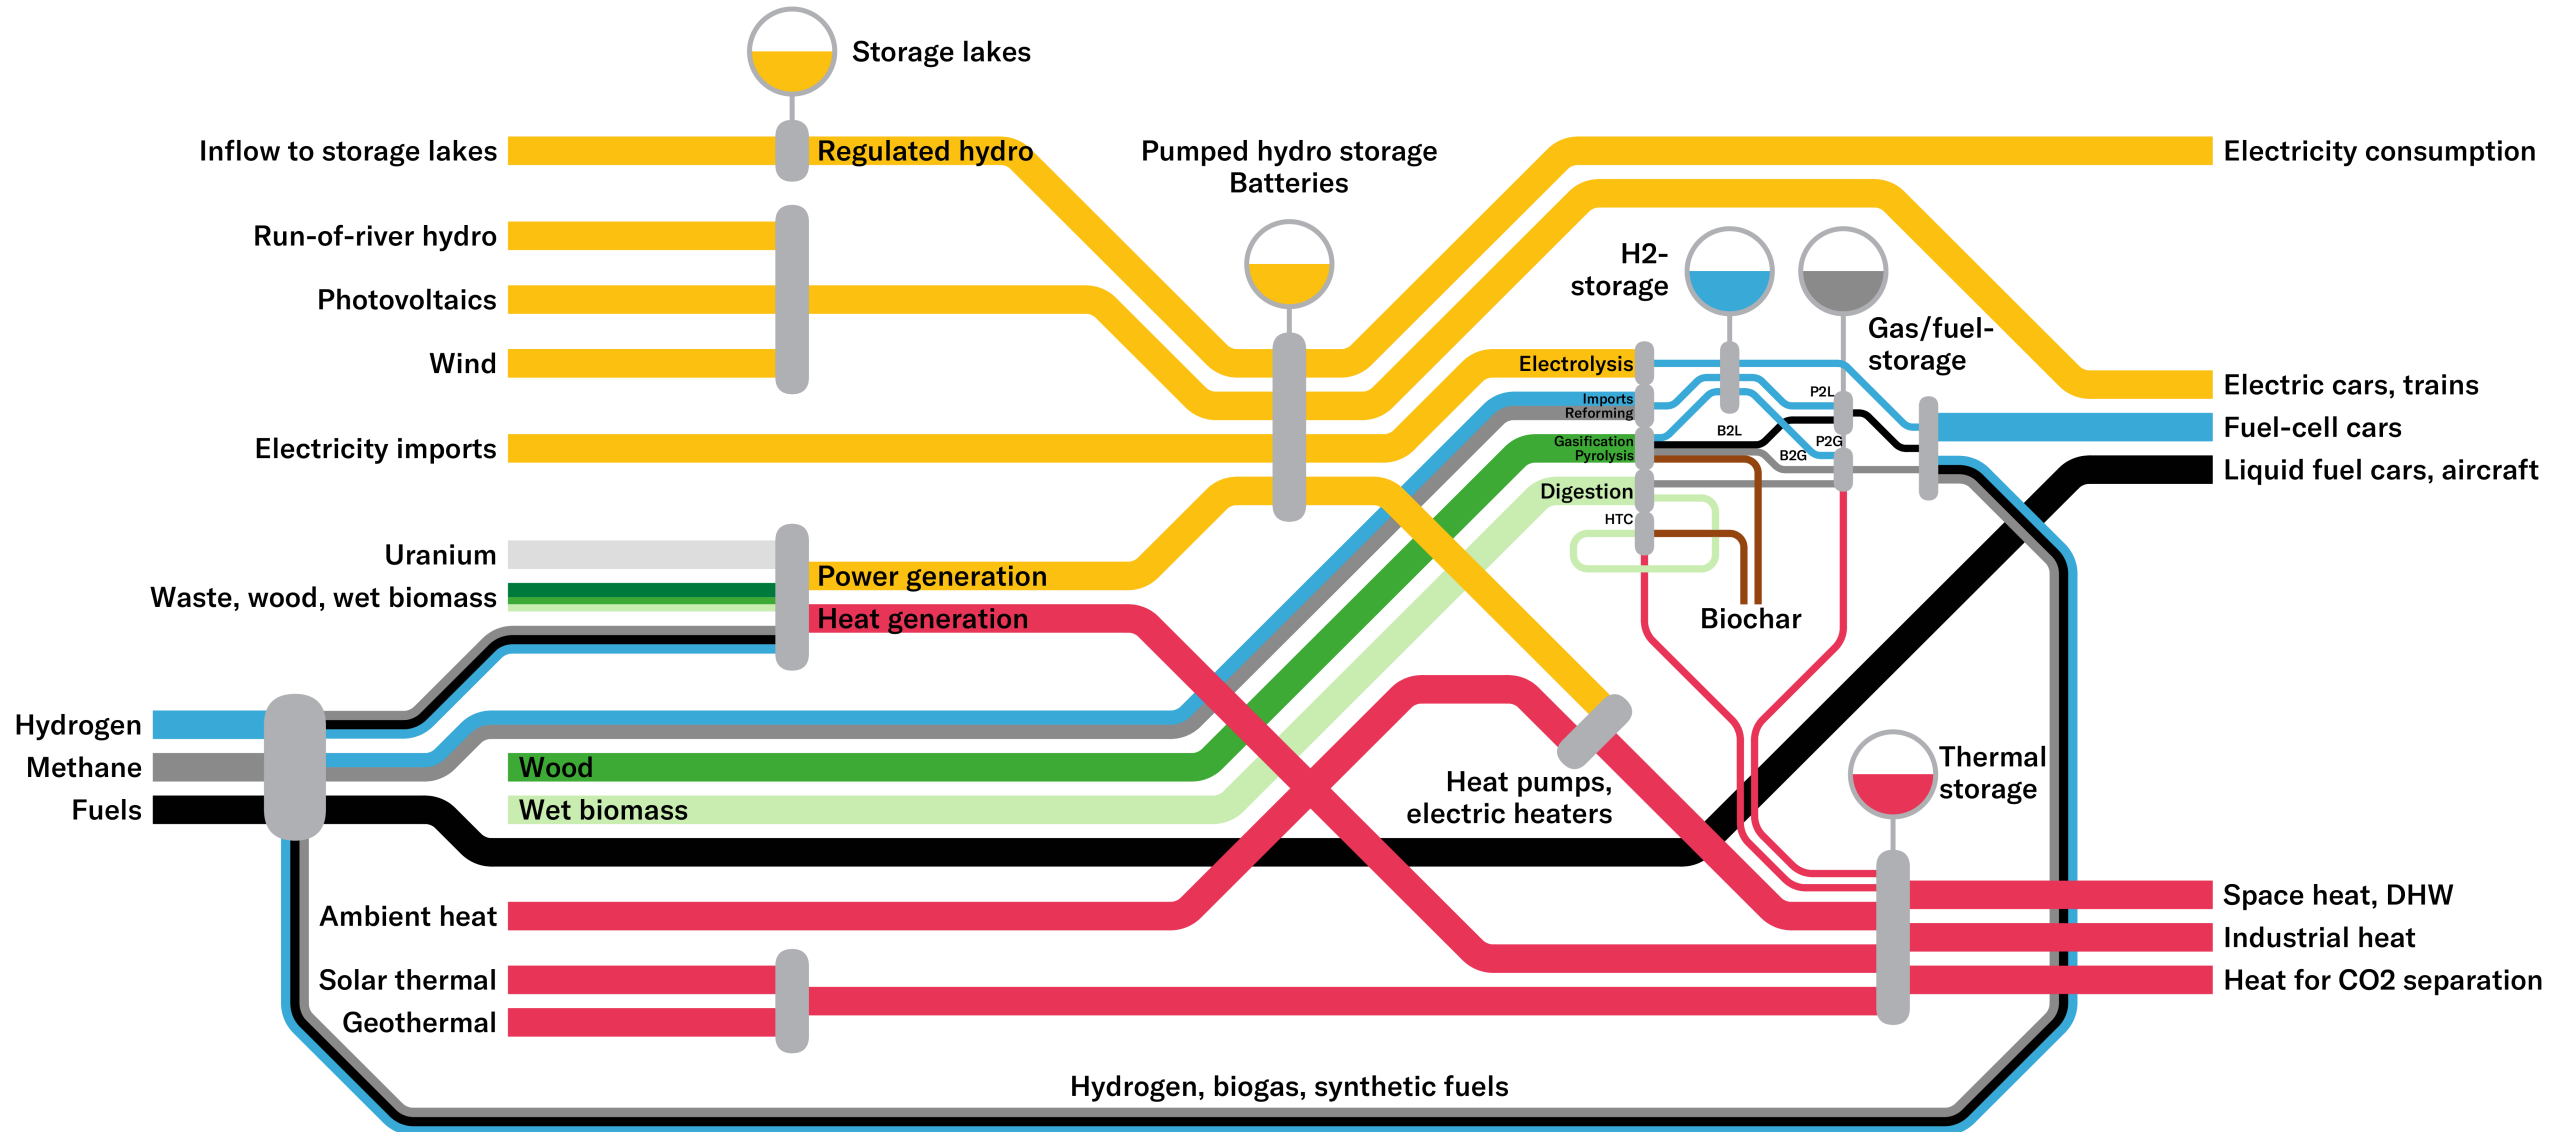 Storage lakes
Inflow to storage lakes
Regulated hydro
Pumped hydro storage
Batteries
Electricity consumption
Run-of-river hydro
Photovoltaics
Wind
Electricity imports
H2-
storage
Gas/fuel-
storage
Electrolysis
Imports
Reforming
Gasification
Pyrolysis
Digestion
HTC
P2L
B2L
P2G
B2G
Biochar
Electric cars, trains
Fuel-cell cars
Liquid fuel cars, aircraft
Uranium
Waste, wood, wet biomass
Power generation
Heat generation
Hydrogen
Methane
Fuels
Wood
Wet biomass
Heat pumps,
electric heaters
Thermal
storage
Ambient heat
Solar thermal
Geothermal
Space heat, DHW
Industrial heat
Heat for CO2 separation
Hydrogen, biogas, synthetic fuels